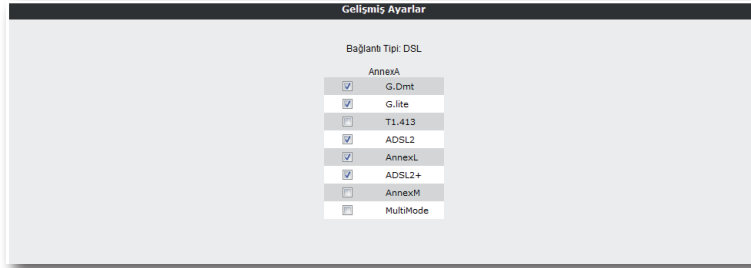 Gelişmiş Ayarlar
Bağlantı Tipi: DSL
AnnexA
G.Dmt
G.lite
T1.413
ADSL2
AnnexL
ADSL2+
AnnexM
MultiMode